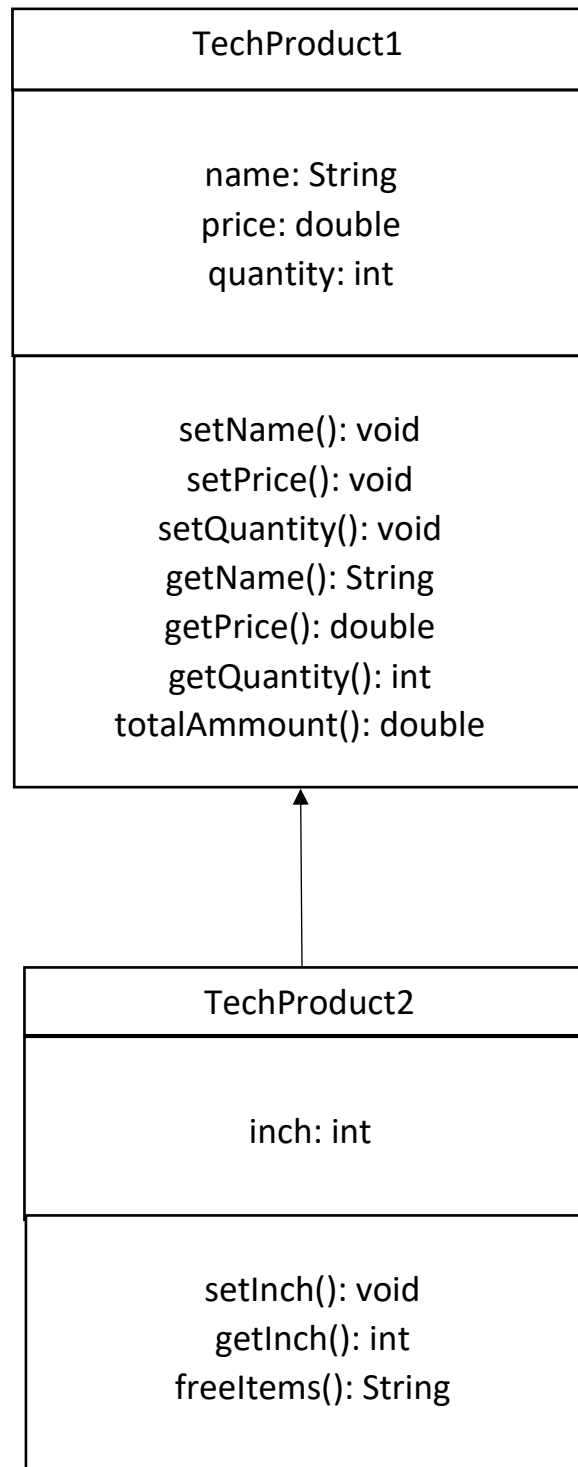 TechProduct1
name: String
price: double
quantity: int
setName(): void
setPrice(): void
setQuantity(): void
getName(): String
getPrice(): double
getQuantity(): int
totalAmmount(): double
TechProduct2
inch: int
setInch(): void
getInch(): int
freeItems(): String